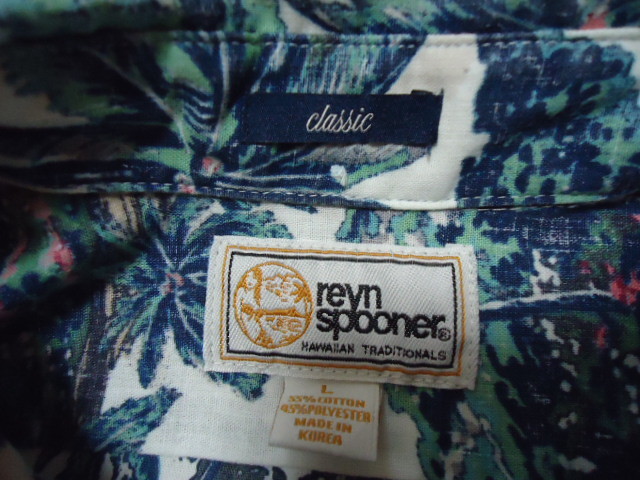 classic
reyn
spooner®
HAWAIIAN TRADITIONALS
L
55% COTTON
45% POLYESTER
MADE IN
KOREA